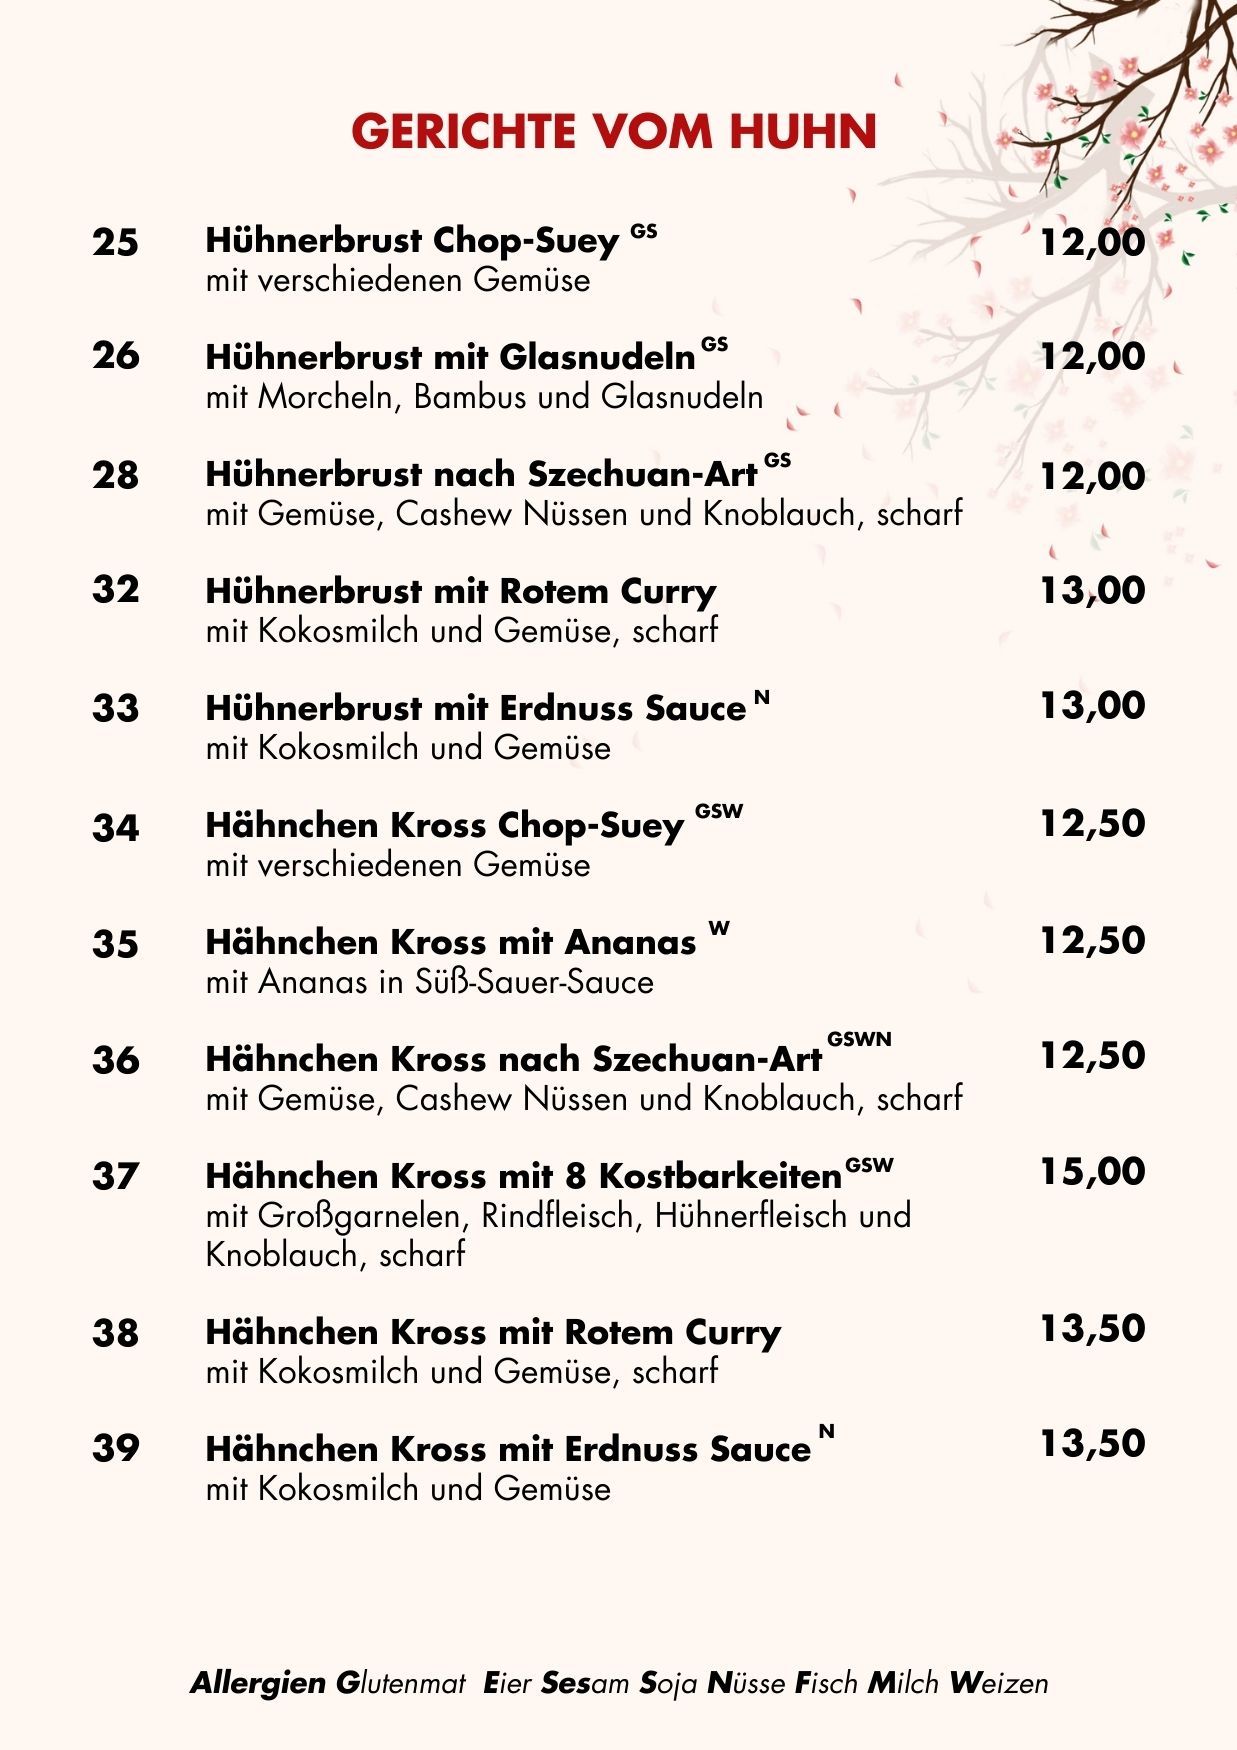 GERICHTE VOM HUHN
25 Hühnerbrust Chop-Suey GS 12,00
mit verschiedenen Gemüse
26 Hühnerbrust mit Glasnudeln GS 12,00
mit Morcheln, Bambus und Glasnudeln
28 Hühnerbrust nach Szechuan-Art GS 12,00
mit Gemüse, Cashew Nüssen und Knoblauch, scharf
32 Hühnerbrust mit Rotem Curry 13,00
mit Kokosmilch und Gemüse, scharf
33 Hühnerbrust mit Erdnuss Sauce N 13,00
mit Kokosmilch und Gemüse
34 Hähnchen Kross Chop-Suey GSW 12,50
mit verschiedenen Gemüse
35 Hähnchen Kross mit Ananas W 12,50
mit Ananas in Süß-Sauer-Sauce
36 Hähnchen Kross nach Szechuan-Art GSWN 12,50
mit Gemüse, Cashew Nüssen und Knoblauch, scharf
37 Hähnchen Kross mit 8 Kostbarkeiten GSW 15,00
mit Großgarnelen, Rindfleisch, Hühnerfleisch und
Knoblauch, scharf
38 Hähnchen Kross mit Rotem Curry 13,50
mit Kokosmilch und Gemüse, scharf
39 Hähnchen Kross mit Erdnuss Sauce N 13,50
mit Kokosmilch und Gemüse
Allergien Glutenmat Eier Sesam Soja Nüsse Fisch Milch Weizen